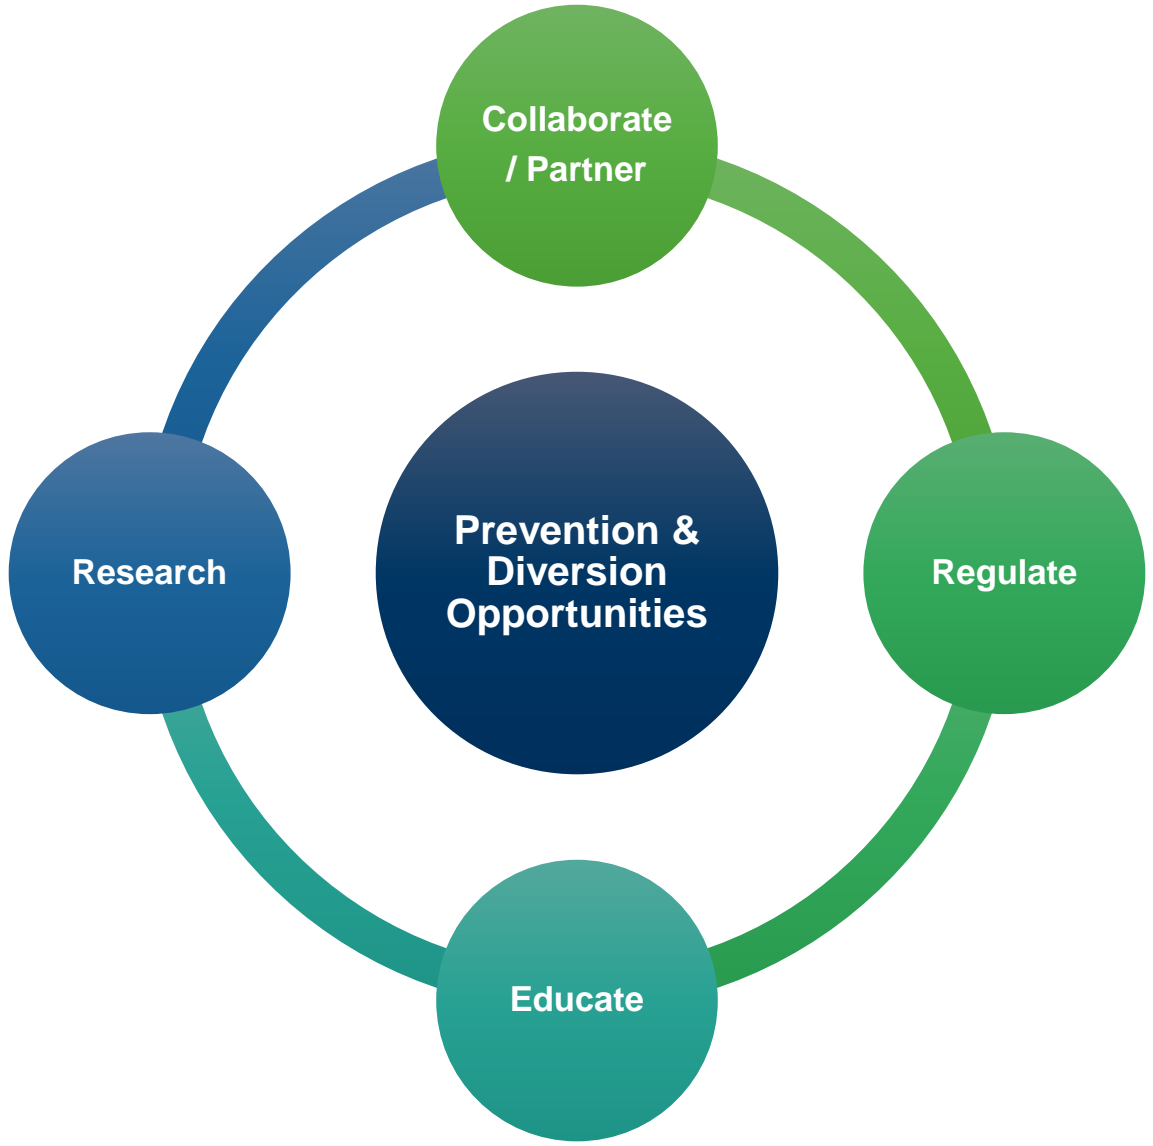 Collaborate
/ Partner
Research
Prevention &
Diversion
Opportunities
Regulate
Educate